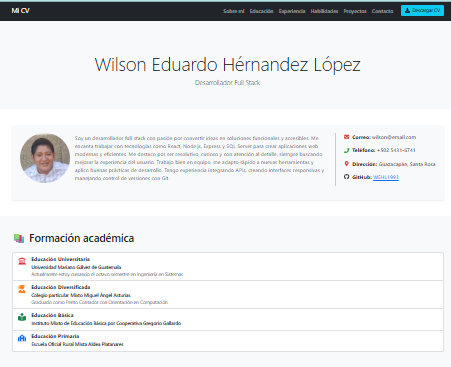 Mi CV
Sobre mí Educación Experiencia Habilidades Proyectos Contacto Descargar CV
Wilson Eduardo Hérnandez López
Desarrollador Full Stack
Soy un desarrollador full stack con pasión por convertir ideas en soluciones funcionales y accesibles. Me
encanta trabajar con tecnologías como React, Node.js, Express y SQL Server para crear aplicaciones web
modernas y eficientes. Me destaco por ser resolutivo, curioso y con atención al detalle, siempre buscando
mejorar la experiencia del usuario. Trabajo bien en equipo, me adapto rápido a nuevas herramientas y
aplico buenas prácticas de desarrollo. Tengo experiencia integrando APIs, creando interfaces responsivas y
manejando control de versiones con Git.
Correo: wilson@email.com
Teléfono: +502 5431-6741
Dirección: Guazacapán, Santa Rosa
GitHub: WEHL1993
Formación académica
Educación Universitaria
Universidad Mariano Gálvez de Guatemala
Actualmente estoy cursando el octavo semestre en Ingeniería en Sistemas
Educación Diversificada
Colegio particular Mixto Miguel Ángel Asturias
Graduado como Perito Contador con Orientación en Computación
Educación Básica
Instituto Mixto de Educación Básica por Cooperativa Gregorio Gallardo
Educación Primaria
Escuela Oficial Rural Mixta Aldea Platanares